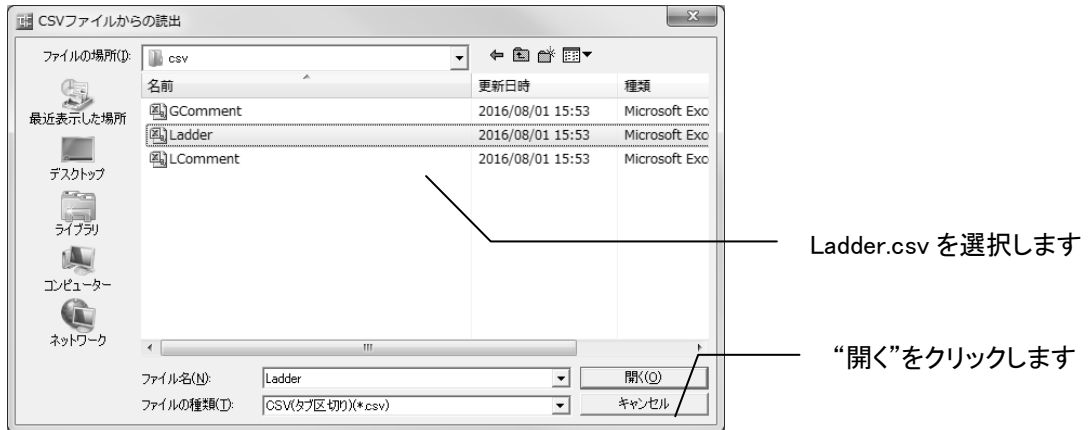 CSVファイルからの読出
ファイルの場所(I):
csv
名前
更新日時
種類
GComment
2016/08/01 15:53
Microsoft Exc
Ladder
2016/08/01 15:53
Microsoft Exc
LComment
2016/08/01 15:53
Microsoft Exc
最近表示した場所
デスクトップ
ライブラリ
コンピューター
ネットワーク
ファイル名(N):
Ladder
開く(O)
ファイルの種類(T):
CSV(タブ区切り)(*.csv)
キャンセル
Ladder.csv を選択します
“開く”をクリックします